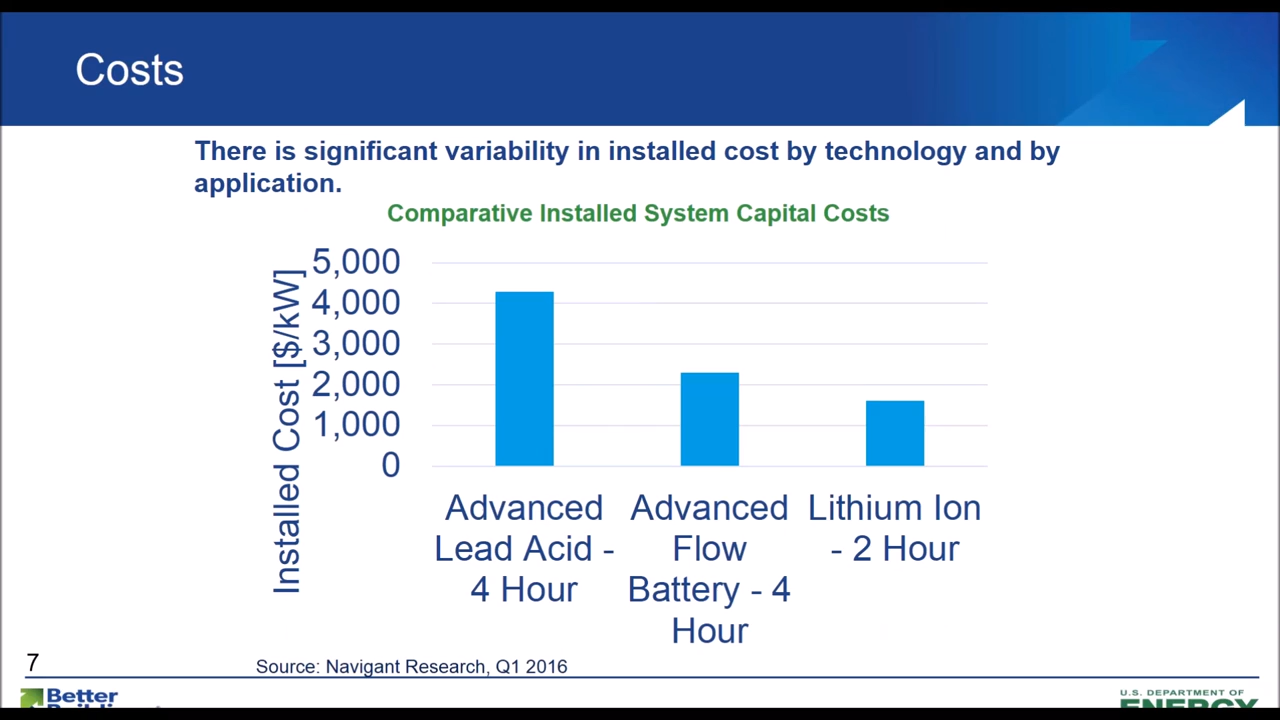 Costs
There is significant variability in installed cost by technology and by
application.
Comparative Installed System Capital Costs
Installed Cost [$/kW]
5,000
4,000
3,000
2,000
1,000
0
Advanced
Lead Acid -
4 Hour
Advanced
Flow
Battery - 4
Hour
Lithium Ion
- 2 Hour
7
Source: Navigant Research, Q1 2016
Better
U.S. DEPARTMENT OF
ENERGY